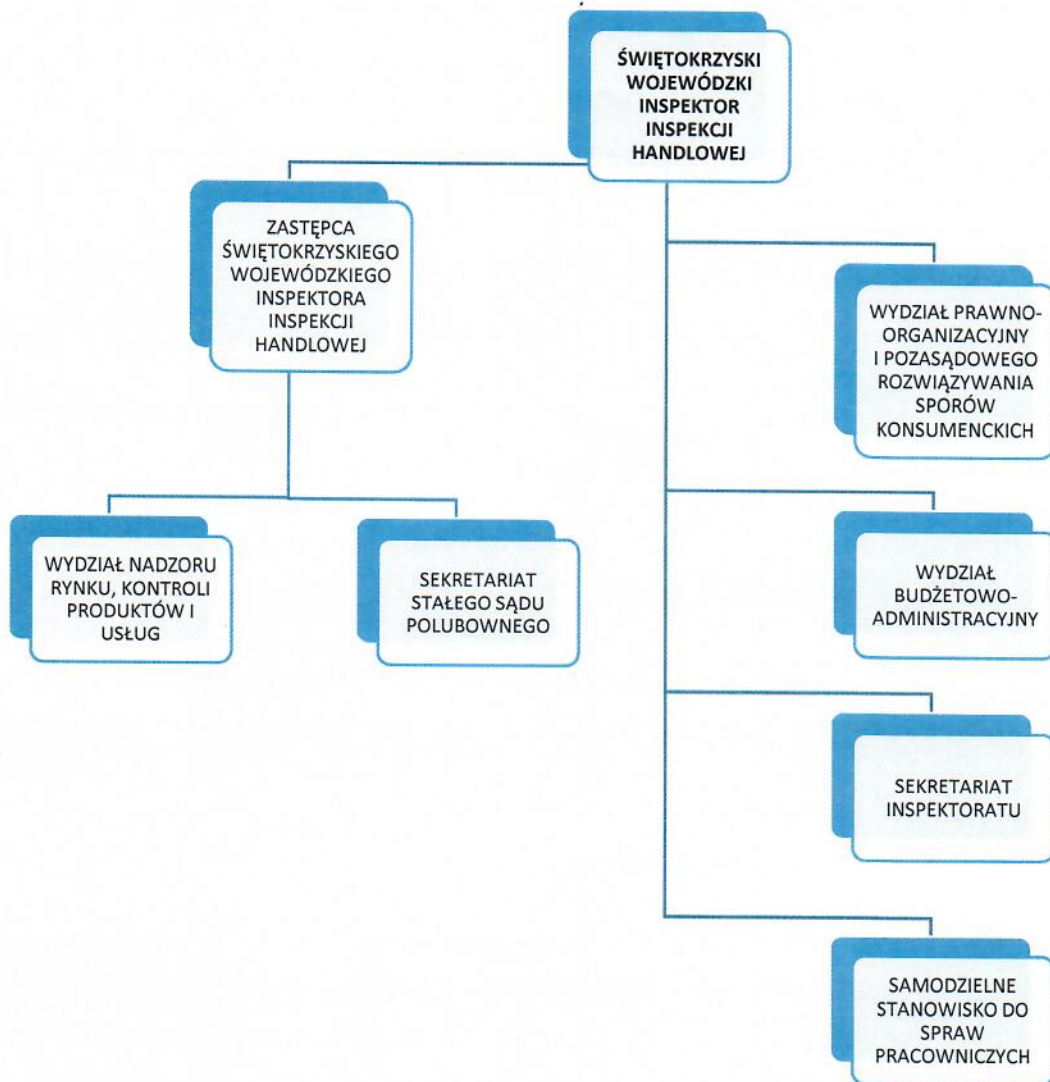 ŚWIĘTOKRZYSKI
WOJEWÓDZKI
INSPEKTOR
INSPEKCJI
HANDLOWEJ
ZASTĘPCA
ŚWIĘTOKRZYSKIEGO
WOJEWÓDZKIEGO
INSPEKTORA
INSPEKCJI
HANDLOWEJ
WYDZIAŁ NADZORU
RYNKU, KONTROLI
PRODUKTÓW I
USŁUG
SEKRETARIAT
STAŁEGO SĄDU
POLUBOWNEGO
WYDZIAŁ PRAWNO-
ORGANIZACYJNY
I POZASĄDOWEGO
ROZWIĄZYWANIA
SPORÓW
KONSUMENCKICH
WYDZIAŁ
BUDŻETOWO-
ADMINISTRACYJNY
SEKRETARIAT
INSPEKTORATU
SAMODZIELNE
STANOWISKO DO
SPRAW
PRACOWNICZYCH